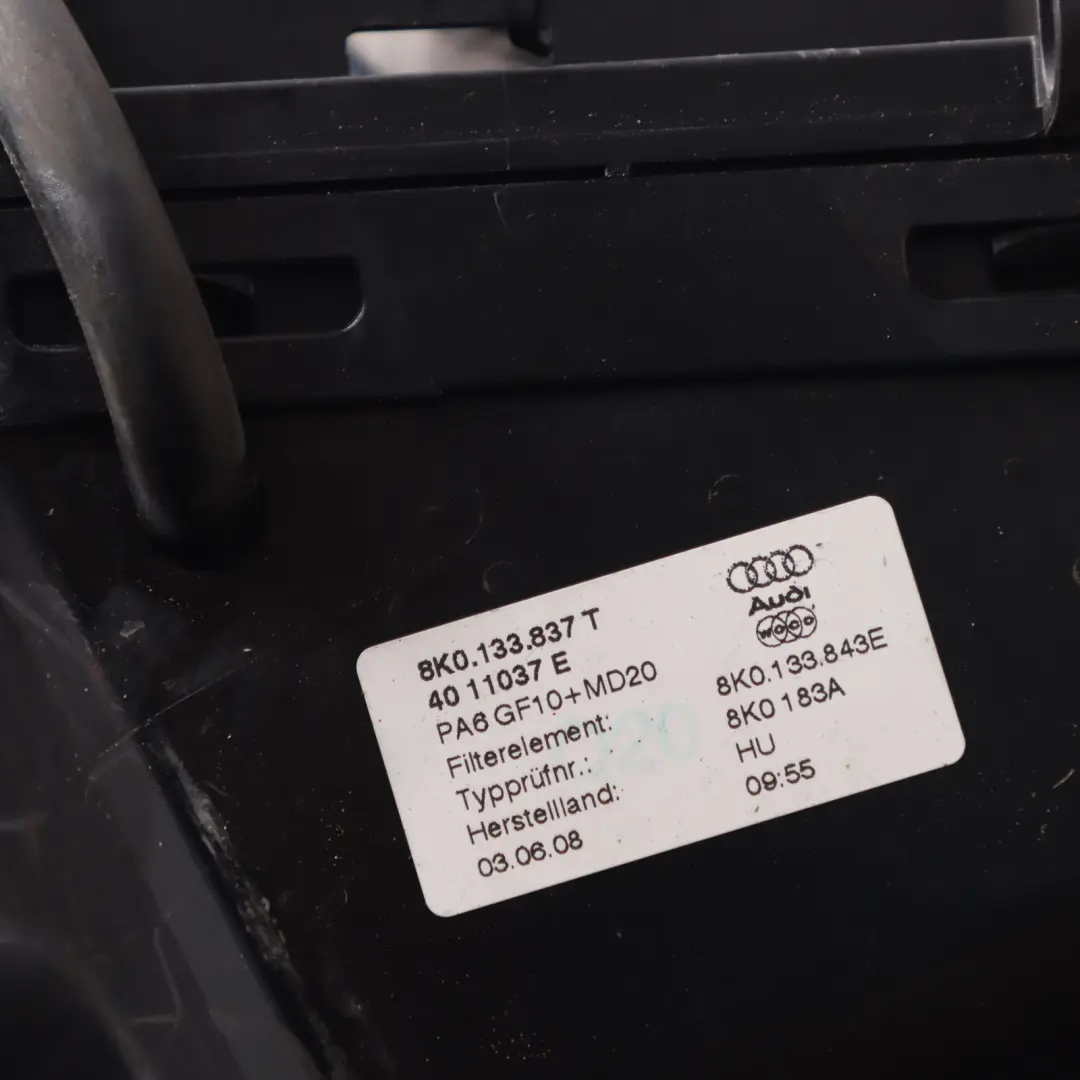 8K0.133.837 T
40 11037 E
PA6 GF10+MD20
Filterelement: 8K0.133.843E
Typprüfnr.: 8K0 183A
Herstellland: HU
03.06.08 09:55
Audi
woco